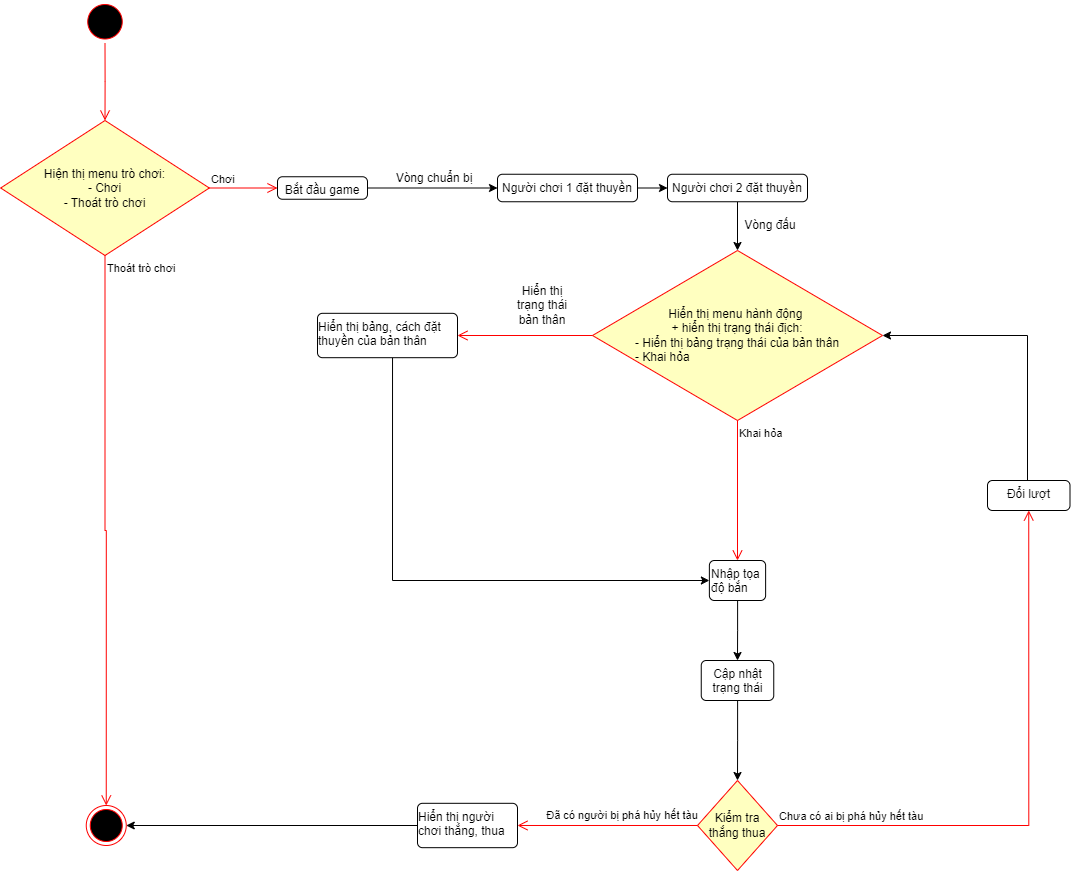 Hiện thị menu trò chơi:
- Chơi
- Thoát trò chơi
Chơi
Bắt đầu game
Vòng chuẩn bị
Người chơi 1 đặt thuyền
Người chơi 2 đặt thuyền
Vòng đấu
Thoát trò chơi
Hiển thị
trạng thái
bản thân
Hiển thị bảng, cách đặt
thuyền của bản thân
Hiển thị menu hành động
+ hiển thị trạng thái địch:
- Hiển thị bảng trạng thái của bản thân
- Khai hỏa
Khai hỏa
Đổi lượt
Nhập tọa
độ bắn
Cập nhật
trạng thái
Hiển thị người
chơi thắng, thua
Đã có người bị phá hủy hết tàu
Kiểm tra
thắng thua
Chưa có ai bị phá hủy hết tàu